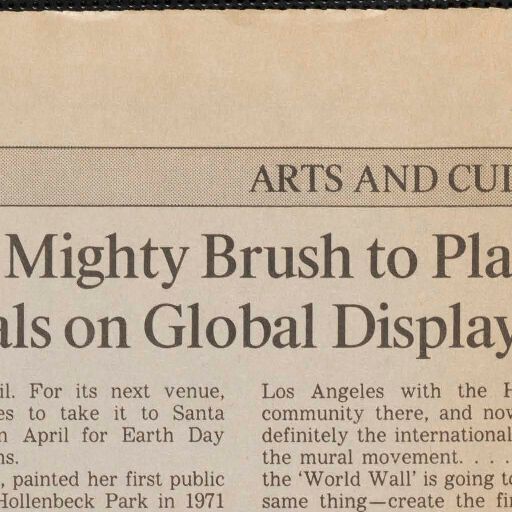 ARTS AND CUL
Mighty Brush to Pla
als on Global Display
il. For its next venue,
es to take it to Santa
n April for Earth Day
ns.
, painted her first public
Hollenbeck Park in 1971
Los Angeles with the H
community there, and now
definitely the international
the mural movement. . . .
the ‘World Wall’ is going to
same thing—create the fir